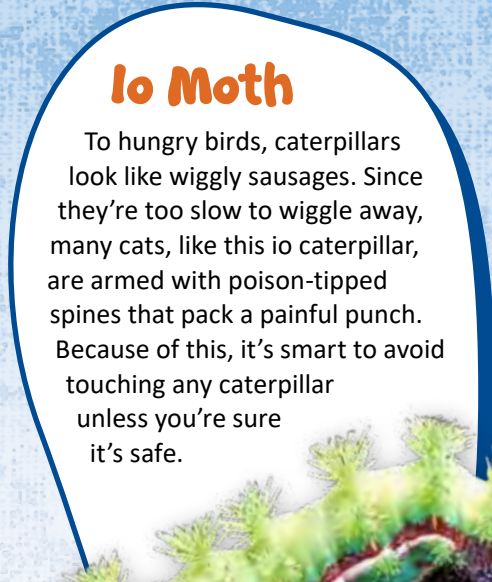 Io Moth
To hungry birds, caterpillars
look like wiggly sausages. Since
they're too slow to wiggle away,
many cats, like this io caterpillar,
are armed with poison-tipped
spines that pack a painful punch.
Because of this, it's smart to avoid
touching any caterpillar
unless you're sure
it's safe.